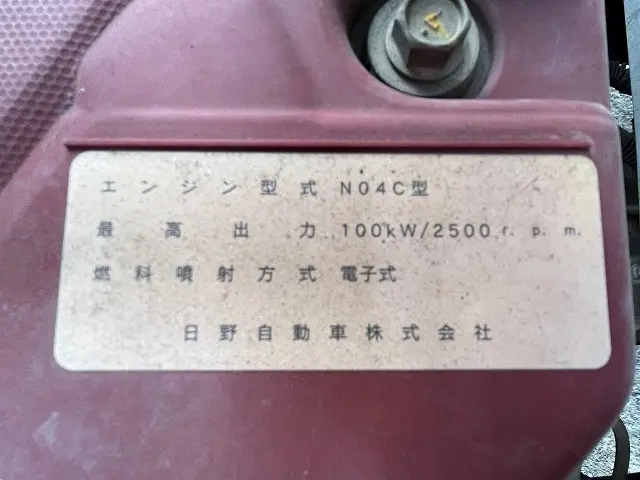 エンジン型式 N04C型
最高出力 100kW/2500 r.p.m.
燃料噴射方式 電子式
日野自動車株式会社